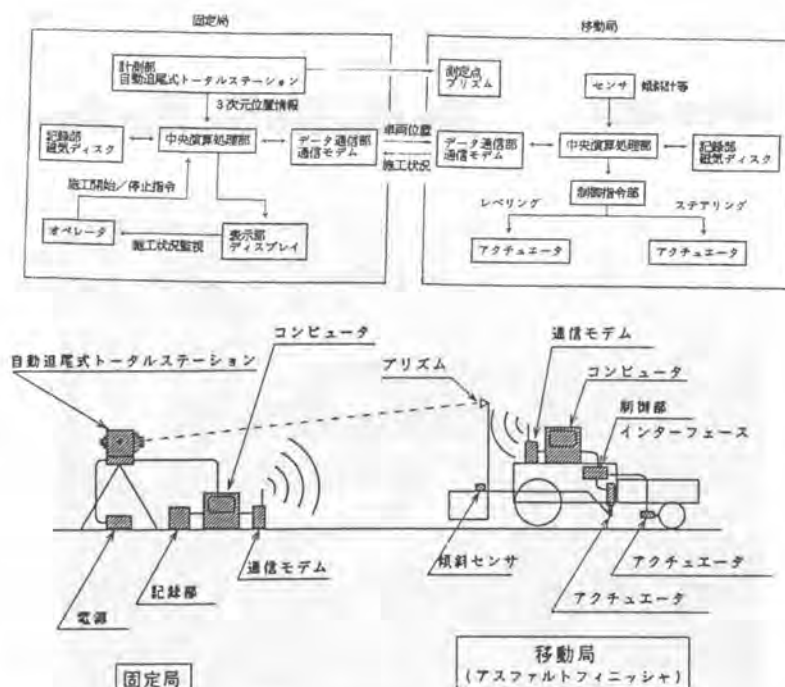 固定局
移動局
計測部
自動追尾式トータルステーション
測定点
プリズム
センサ
傾斜計等
3次元位置情報
記録部
磁気ディスク
中央演算処理部
データ通信部
通信モデム
車両位置
施工状況
データ通信部
通信モデム
中央演算処理部
記録部
磁気ディスク
施工開始/停止指令
制御指令部
レベリング
ステアリング
オペレータ
施工状況監視
表示部
ディスプレイ
アクチュエータ
アクチュエータ
自動追尾式トータルステーション
コンピュータ
プリズム
通信モデム
コンピュータ
制御部
インターフェース
電源
記録部
通信モデム
傾斜センサ
アクチュエータ
アクチュエータ
固定局
移動局
(アスファルトフィニッシャ)